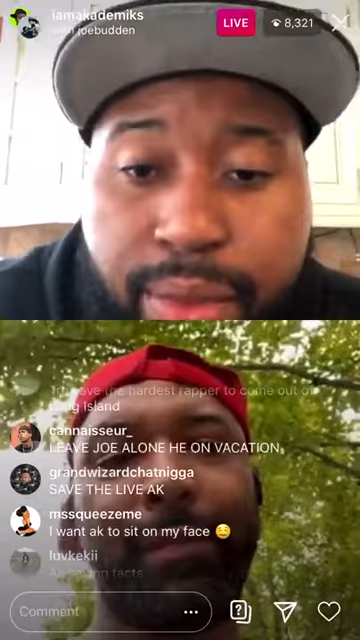 iamakademiks
with joebudden
LIVE
8,321
the hardest rapper to come out of
Long Island
cannaisseur_
LEAVE JOE ALONE HE ON VACATION
grandwizardchatnigga
SAVE THE LIVE AK
mssqueezeme
I want ak to sit on my face 😉
luvkekii
facts
Comment